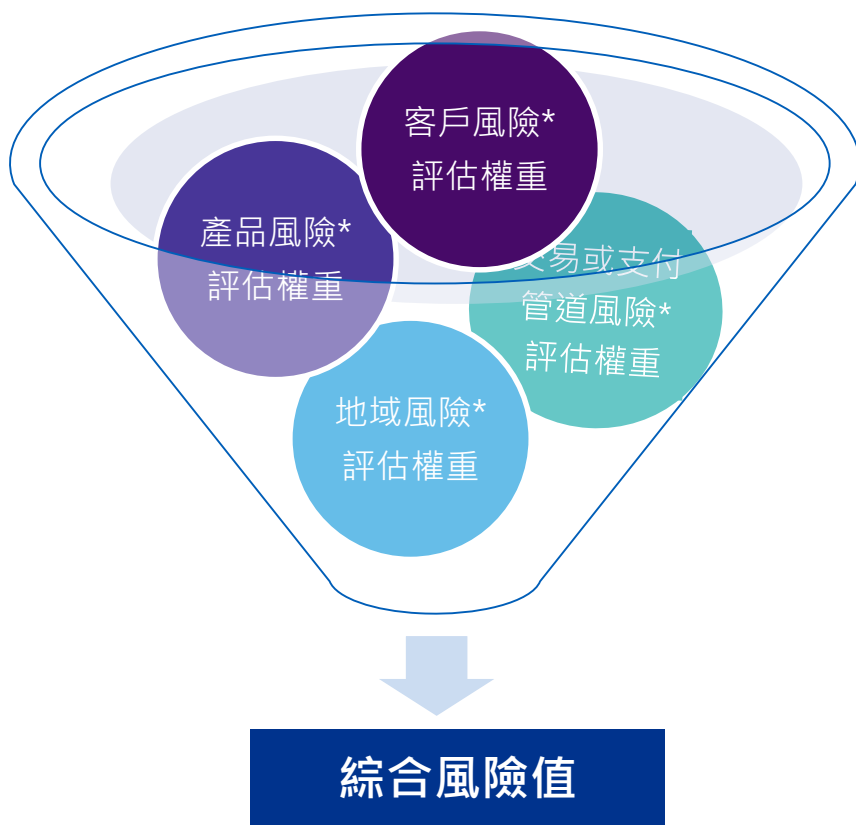 客戶風險*
評估權重
產品風險*
評估權重
交易或支付
管道風險*
評估權重
地域風險*
評估權重
綜合風險值